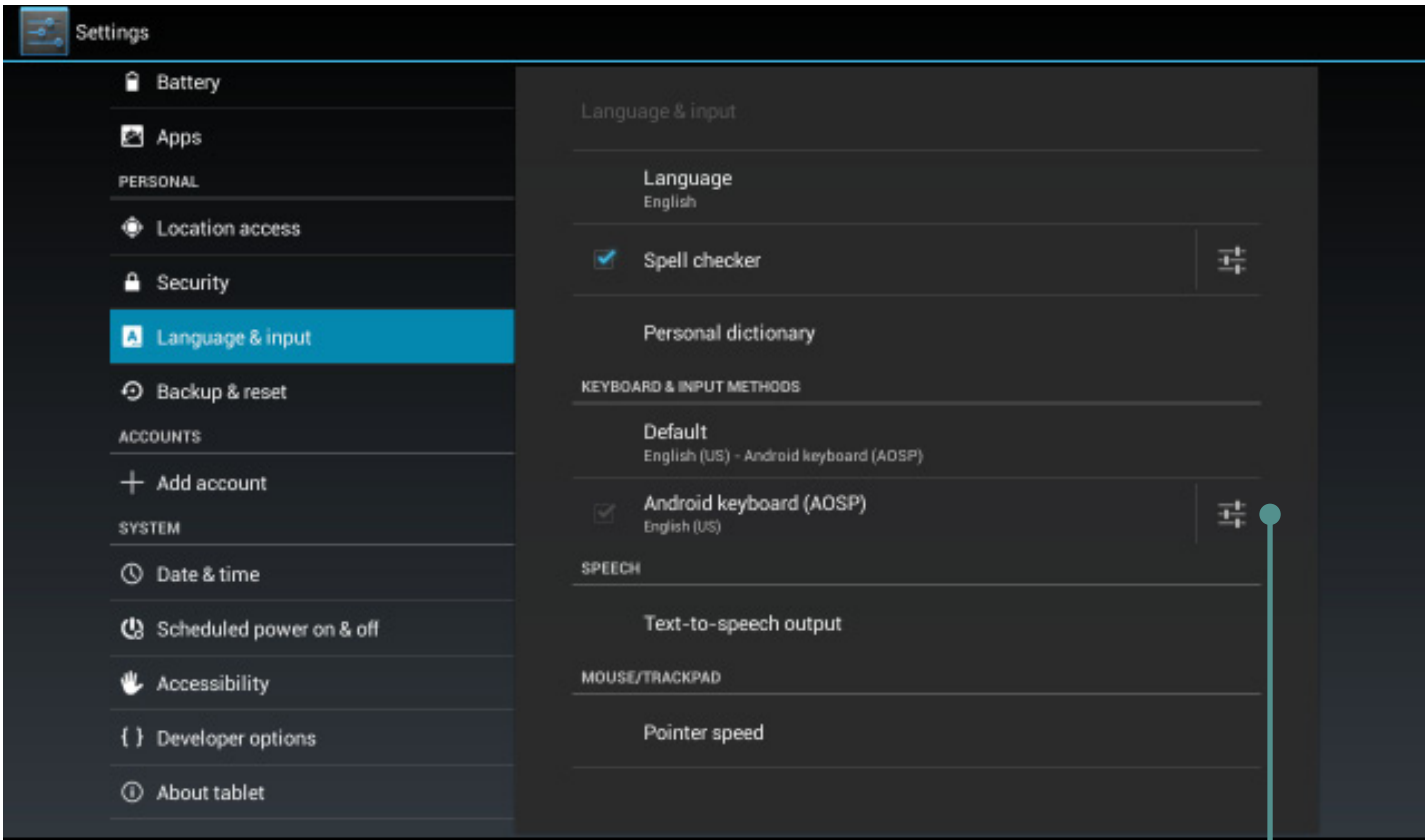 Settings
Battery
Apps
PERSONAL
Location access
Security
Language & input
Backup & reset
ACCOUNTS
Add account
SYSTEM
Date & time
Scheduled power on & off
Accessibility
{ } Developer options
About tablet
Language & input
Language
English
Spell checker
Personal dictionary
KEYBOARD & INPUT METHODS
Default
English (US) - Android keyboard (AOSP)
Android keyboard (AOSP)
English (US)
SPEECH
Text-to-speech output
MOUSE/TRACKPAD
Pointer speed